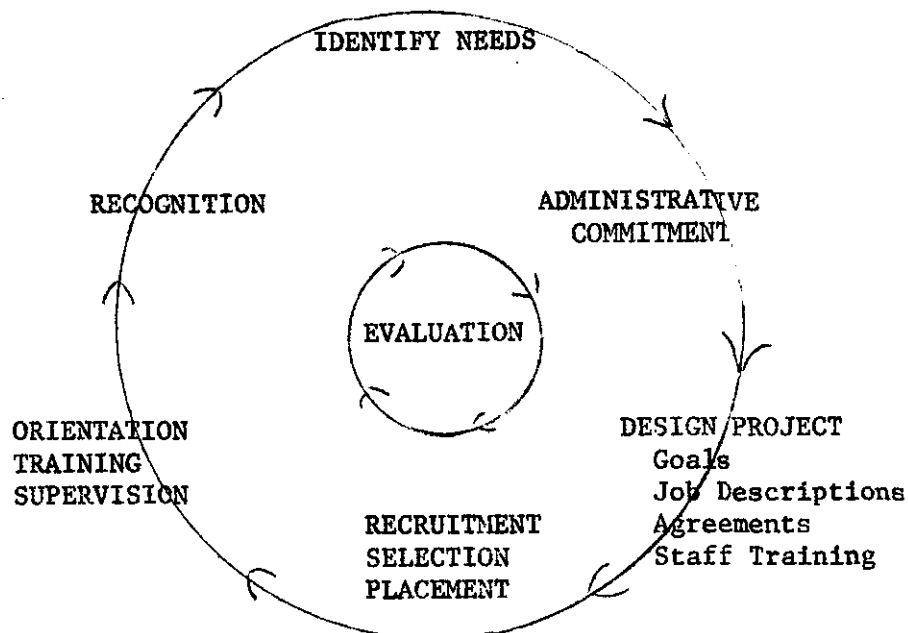 IDENTIFY NEEDS
RECOGNITION
ADMINISTRATIVE
COMMITMENT
EVALUATION
ORIENTATION
TRAINING
SUPERVISION
DESIGN PROJECT
Goals
Job Descriptions
Agreements
Staff Training
RECRUITMENT
SELECTION
PLACEMENT